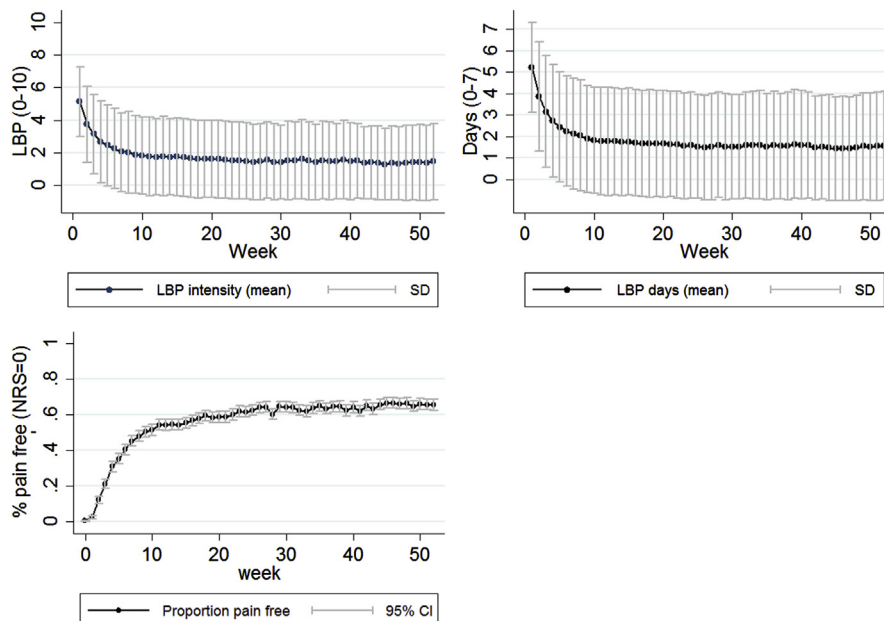 LBP (0-10)
10
8
6
4
2
0
0 10 20 30 40 50
Week
LBP intensity (mean) SD
Days (0-7)
7
6
5
4
3
2
1
0
0 10 20 30 40 50
Week
LBP days (mean) SD
% pain free (NRS=0)
1
.8
.6
.4
.2
0
0 10 20 30 40 50
week
Proportion pain free 95% CI